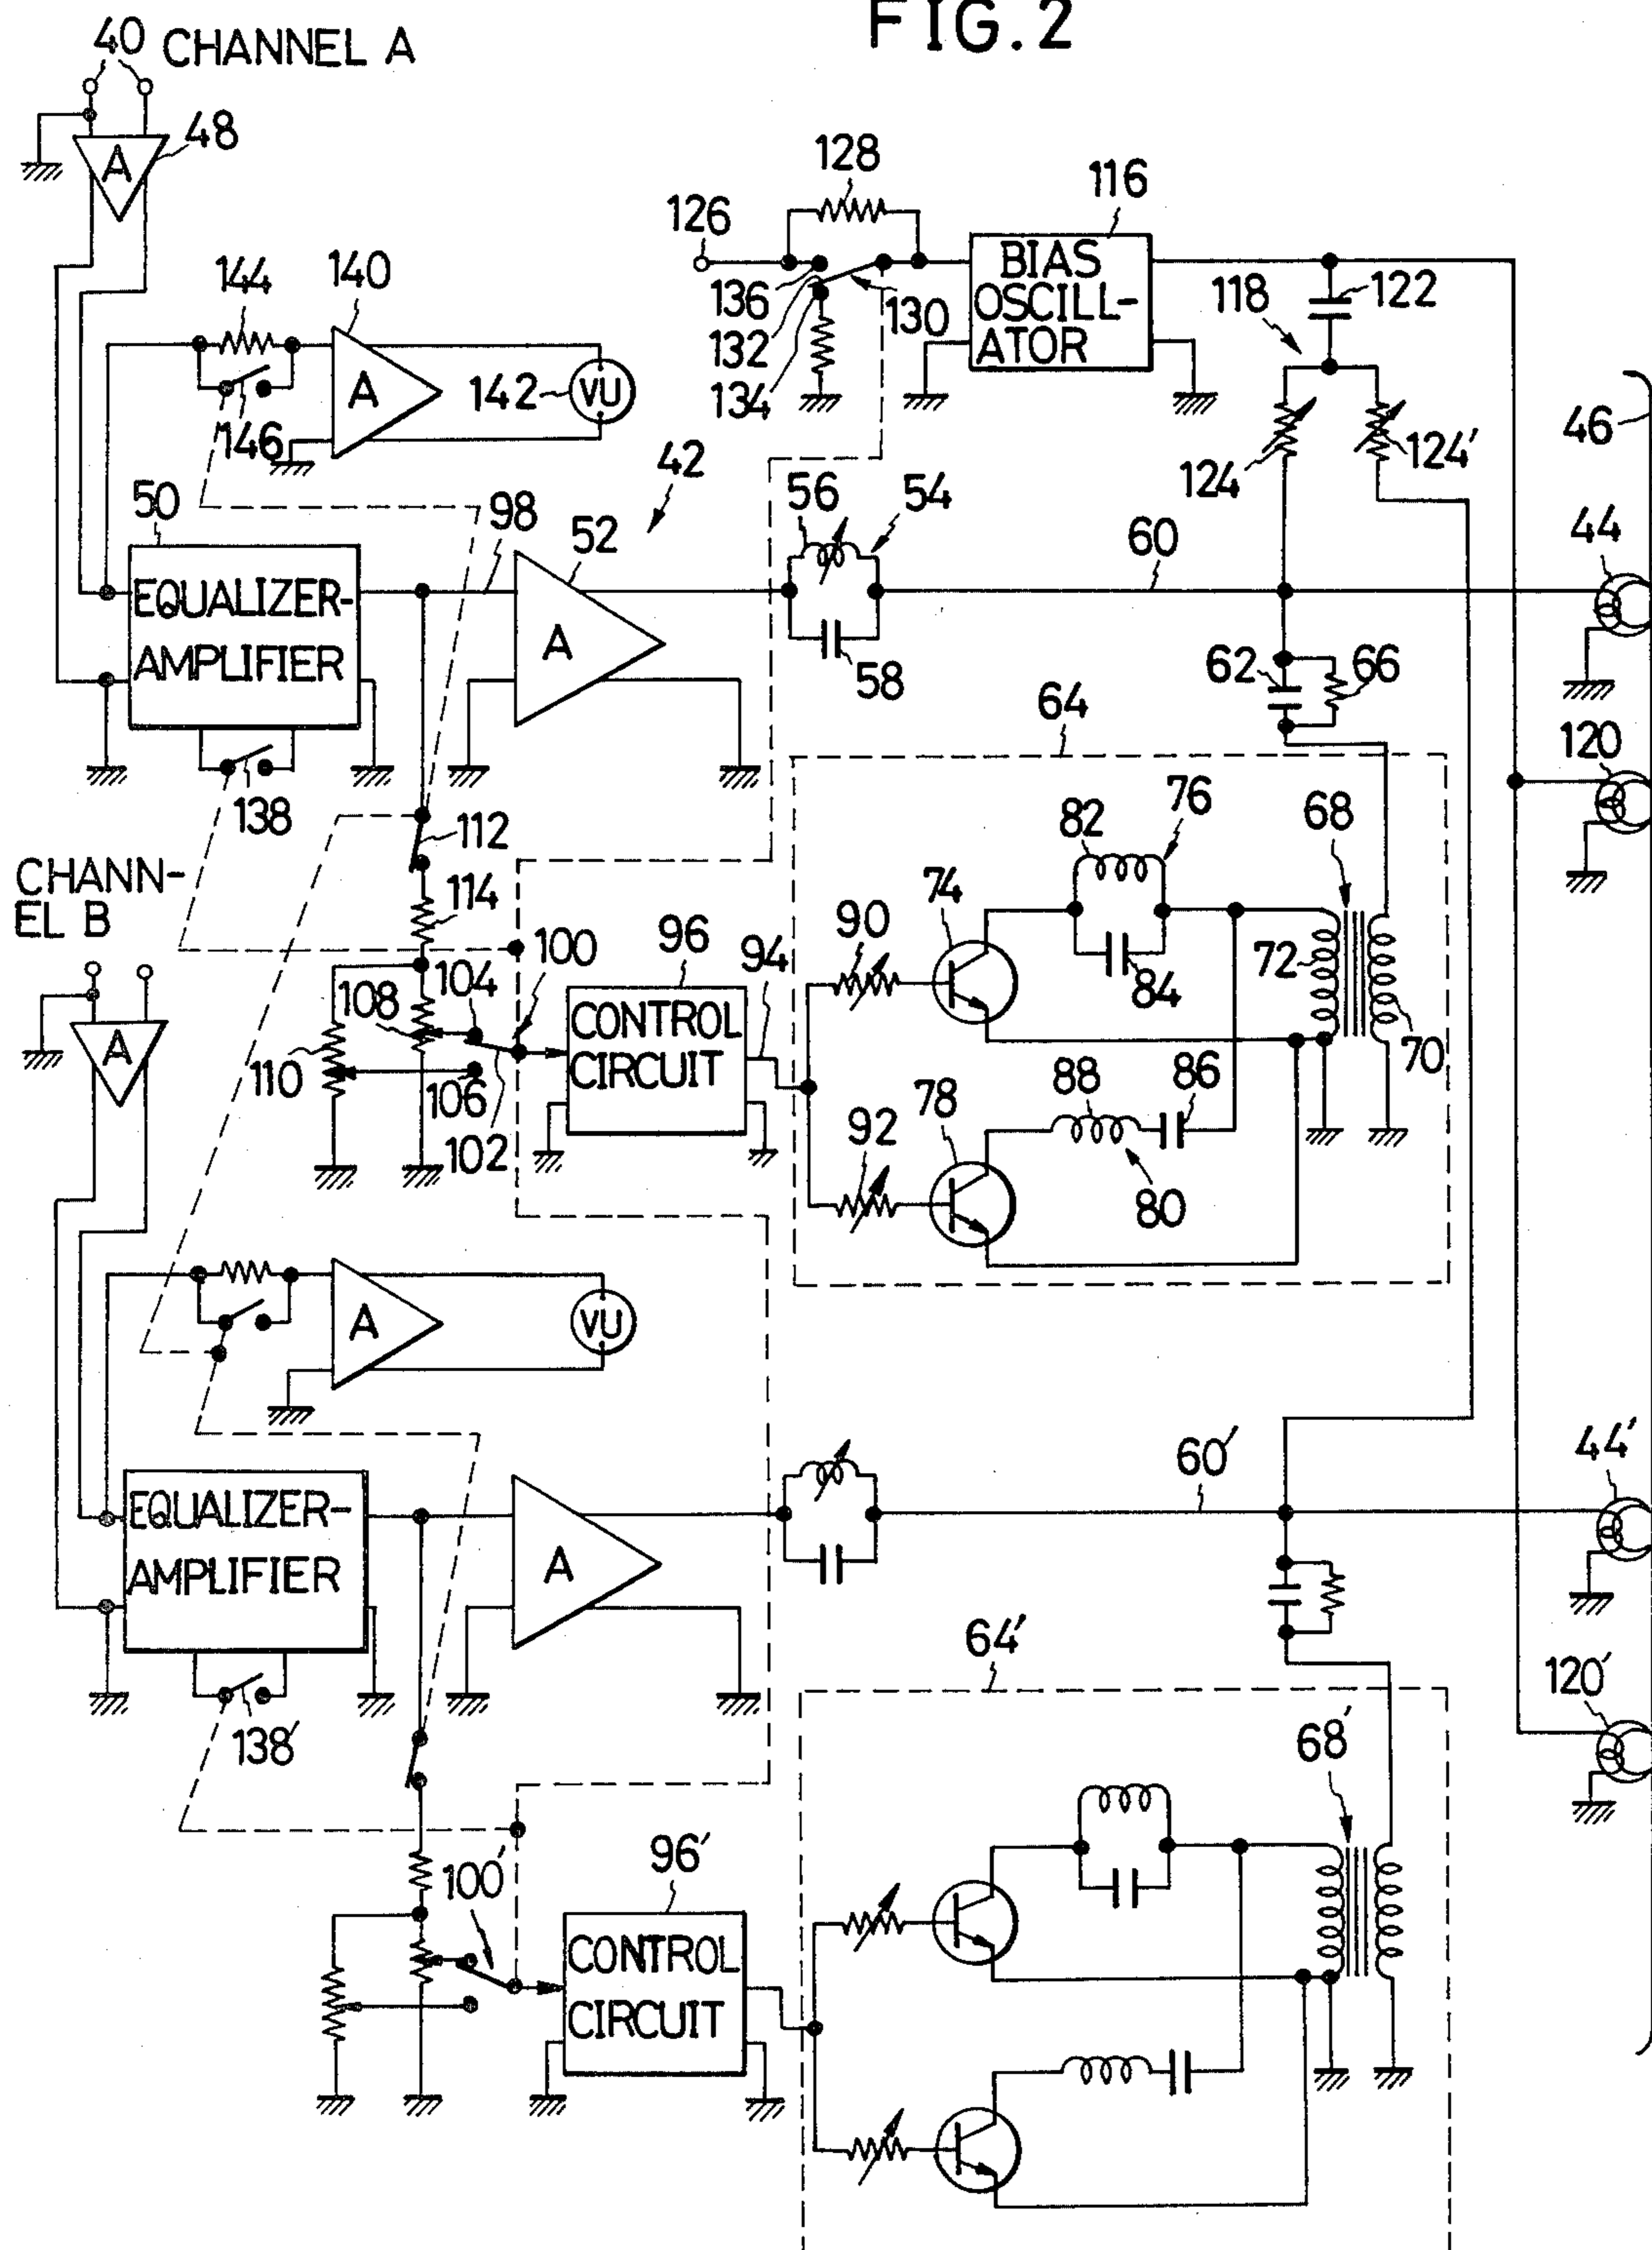 FIG. 2
40 CHANNEL A
A 48
128
116
126
BIAS
OSCILL-
ATOR
136
132
134
130
118
122
144
140
A
142
VU
146
124
124′
46
42
50
98
52
56
54
60
44
EQUALIZER-
AMPLIFIER
A
58
62
66
64
120
138
112
82
76
68
CHANN-
EL B
114
74
90
100
96
94
104
108
72
84
70
A
CONTROL
CIRCUIT
110
106
102
88
86
78
92
80
A
VU
60′
44′
EQUALIZER-
AMPLIFIER
A
64′
120′
138′
68′
100′
96′
CONTROL
CIRCUIT